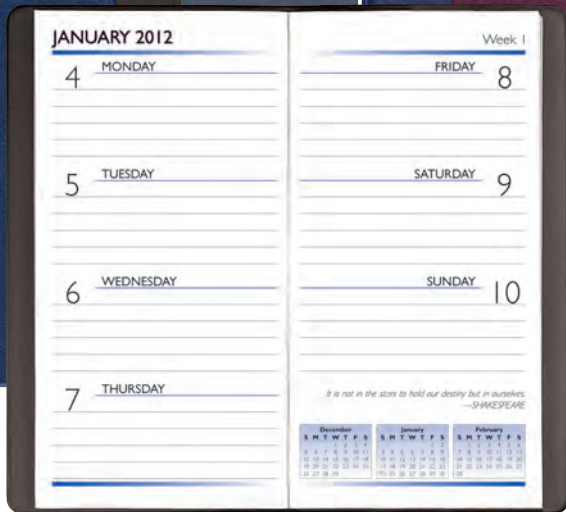 JANUARY 2012
4 MONDAY
5 TUESDAY
6 WEDNESDAY
7 THURSDAY
Week 1
FRIDAY 8
SATURDAY 9
SUNDAY 10
It is not in the stars to hold our destiny but in ourselves.
—SHAKESPEARE
December January February
S M T W T F S S M T W T F S S M T W T F S